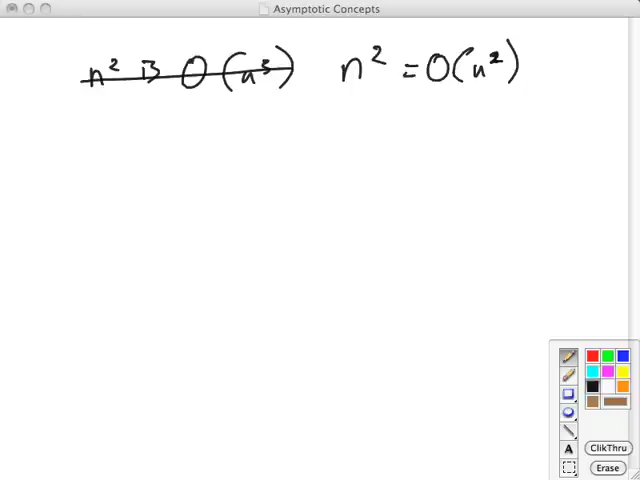 Asymptotic Concepts
n² is O(n³) n² = O(n²)
A
ClikThru
Erase